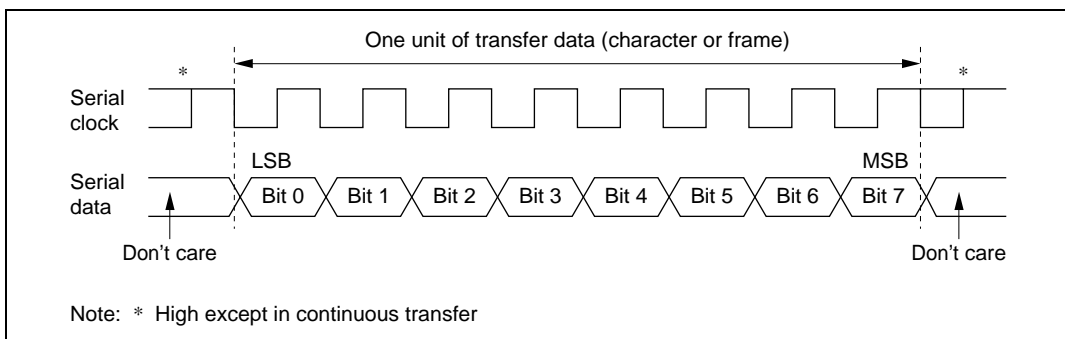 One unit of transfer data (character or frame)
*
*
Serial
clock
LSB
MSB
Serial
data
Bit 0
Bit 1
Bit 2
Bit 3
Bit 4
Bit 5
Bit 6
Bit 7
Don't care
Don't care
Note: * High except in continuous transfer